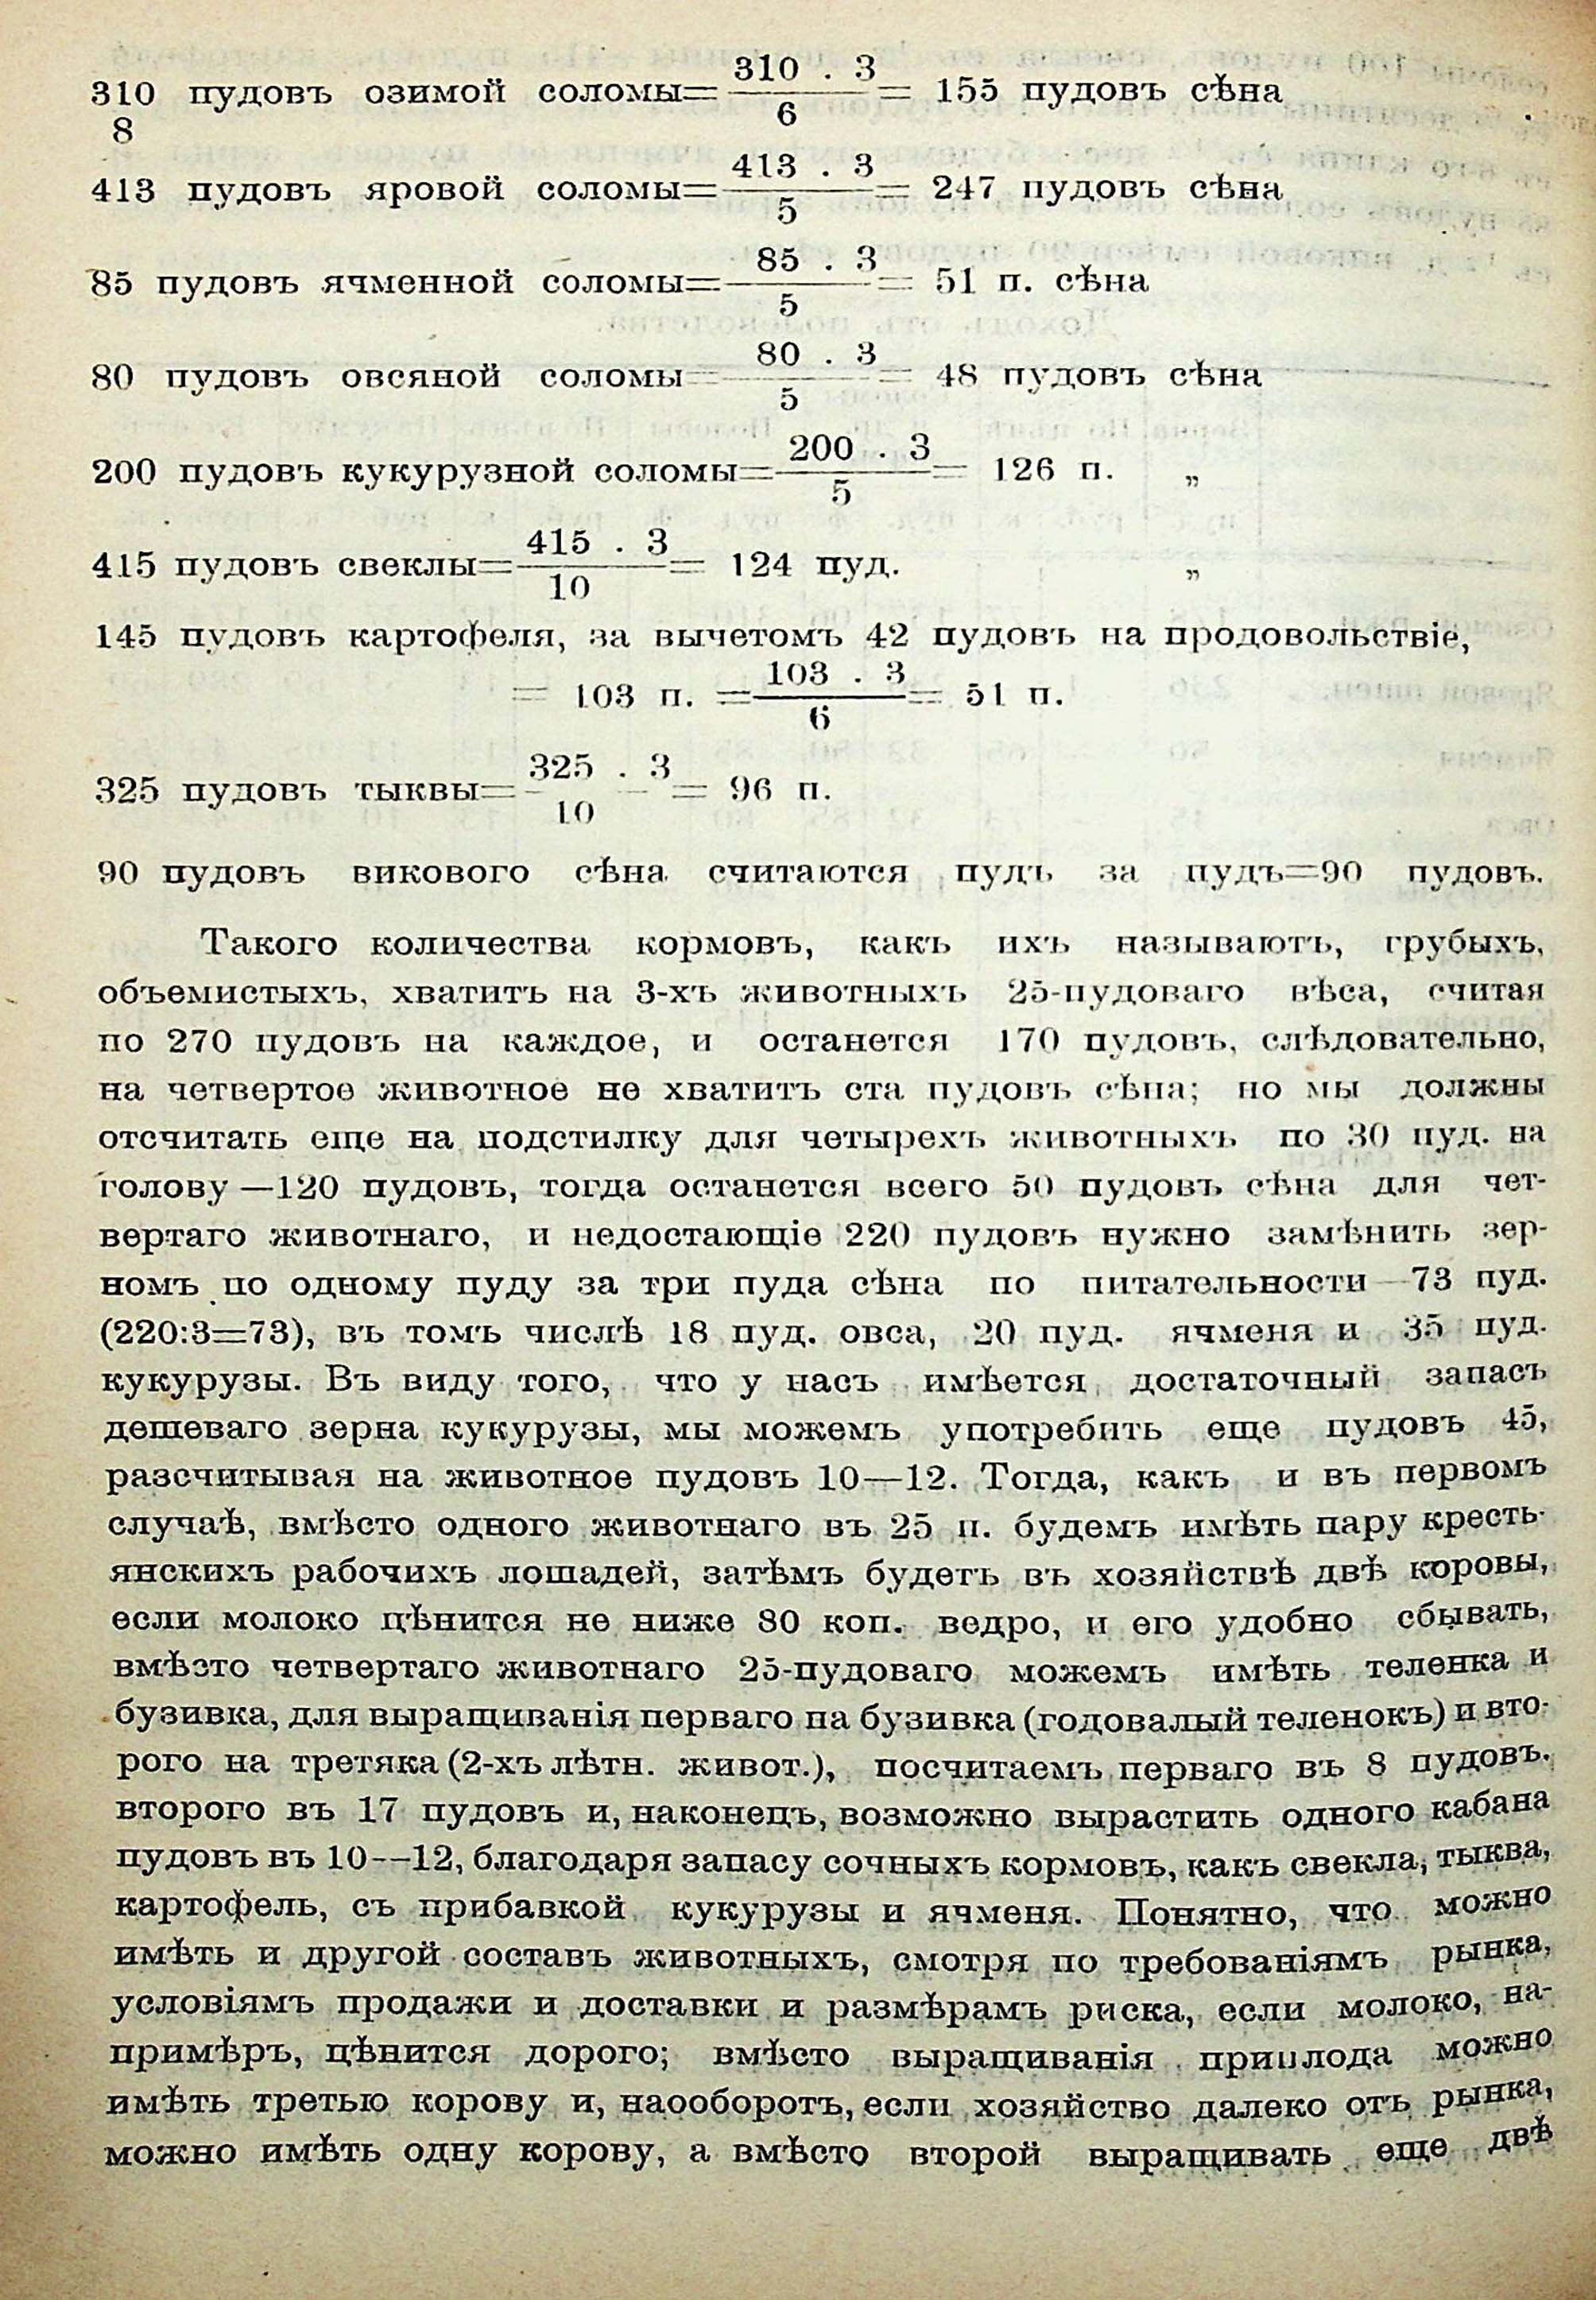 310 пудовъ озимой соломы= 310 . 3 / 6 = 155 пудовъ сѣна
8
413 пудовъ яровой соломы= 413 . 3 / 5 = 247 пудовъ сѣна
85 пудовъ ячменной соломы= 85 . 3 / 5 = 51 п. сѣна
80 пудовъ овсяной соломы= 80 . 3 / 5 = 48 пудовъ сѣна
200 пудовъ кукурузной соломы= 200 . 3 / 5 = 126 п. „
415 пудовъ свеклы= 415 . 3 / 10 = 124 пуд. „
145 пудовъ картофеля, за вычетомъ 42 пудовъ на продовольствіе,
= 103 п. = 103 . 3 / 6 = 51 п.
325 пудовъ тыквы= 325 . 3 / 10 = 96 п.
90 пудовъ викового сѣна считаются пудъ за пудъ=90 пудовъ.
Такого количества кормовъ, какъ ихъ называютъ, грубыхъ,
объемистыхъ, хватитъ на 3-хъ животныхъ 25-пудоваго вѣса, считая
по 270 пудовъ на каждое, и останется 170 пудовъ, слѣдовательно,
на четвертое животное не хватитъ ста пудовъ сѣна; но мы должны
отсчитать еще на подстилку для четырехъ животныхъ по 30 пуд. на
голову—120 пудовъ, тогда останется всего 50 пудовъ сѣна для чет-
вертаго животнаго, и недостающіе 220 пудовъ нужно замѣнить зер-
номъ по одному пуду за три пуда сѣна по питательности—73 пуд.
(220:3=73), въ томъ числѣ 18 пуд. овса, 20 пуд. ячменя и 35 пуд.
кукурузы. Въ виду того, что у насъ имѣется достаточный запасъ
дешеваго зерна кукурузы, мы можемъ употребить еще пудовъ 45,
разсчитывая на животное пудовъ 10—12. Тогда, какъ и въ первомъ
случаѣ, вмѣсто одного животнаго въ 25 п. будемъ имѣть пару кресть-
янскихъ рабочихъ лошадей, затѣмъ будетъ въ хозяйствѣ двѣ коровы,
если молоко цѣнится не ниже 80 коп. ведро, и его удобно сбывать,
вмѣзто четвертаго животнаго 25-пудоваго можемъ имѣть теленка и
бузивка, для выращиванія перваго на бузивка (годовалый теленокъ) и вто-
рого на третяка (2-хъ лѣтн. живот.), посчитаемъ перваго въ 8 пудовъ.
второго въ 17 пудовъ и, наконецъ, возможно вырастить одного кабана
пудовъ въ 10--12, благодаря запасу сочныхъ кормовъ, какъ свекла, тыква,
картофель, съ прибавкой кукурузы и ячменя. Понятно, что можно
имѣть и другой составъ животныхъ, смотря по требованіямъ рынка,
условіямъ продажи и доставки и размѣрамъ риска, если молоко, на-
примѣръ, цѣнится дорого; вмѣсто выращиванія приплода можно
имѣть третью корову и, наооборотъ, если хозяйство далеко отъ рынка,
можно имѣть одну корову, а вмѣсто второй выращивать еще двѣ